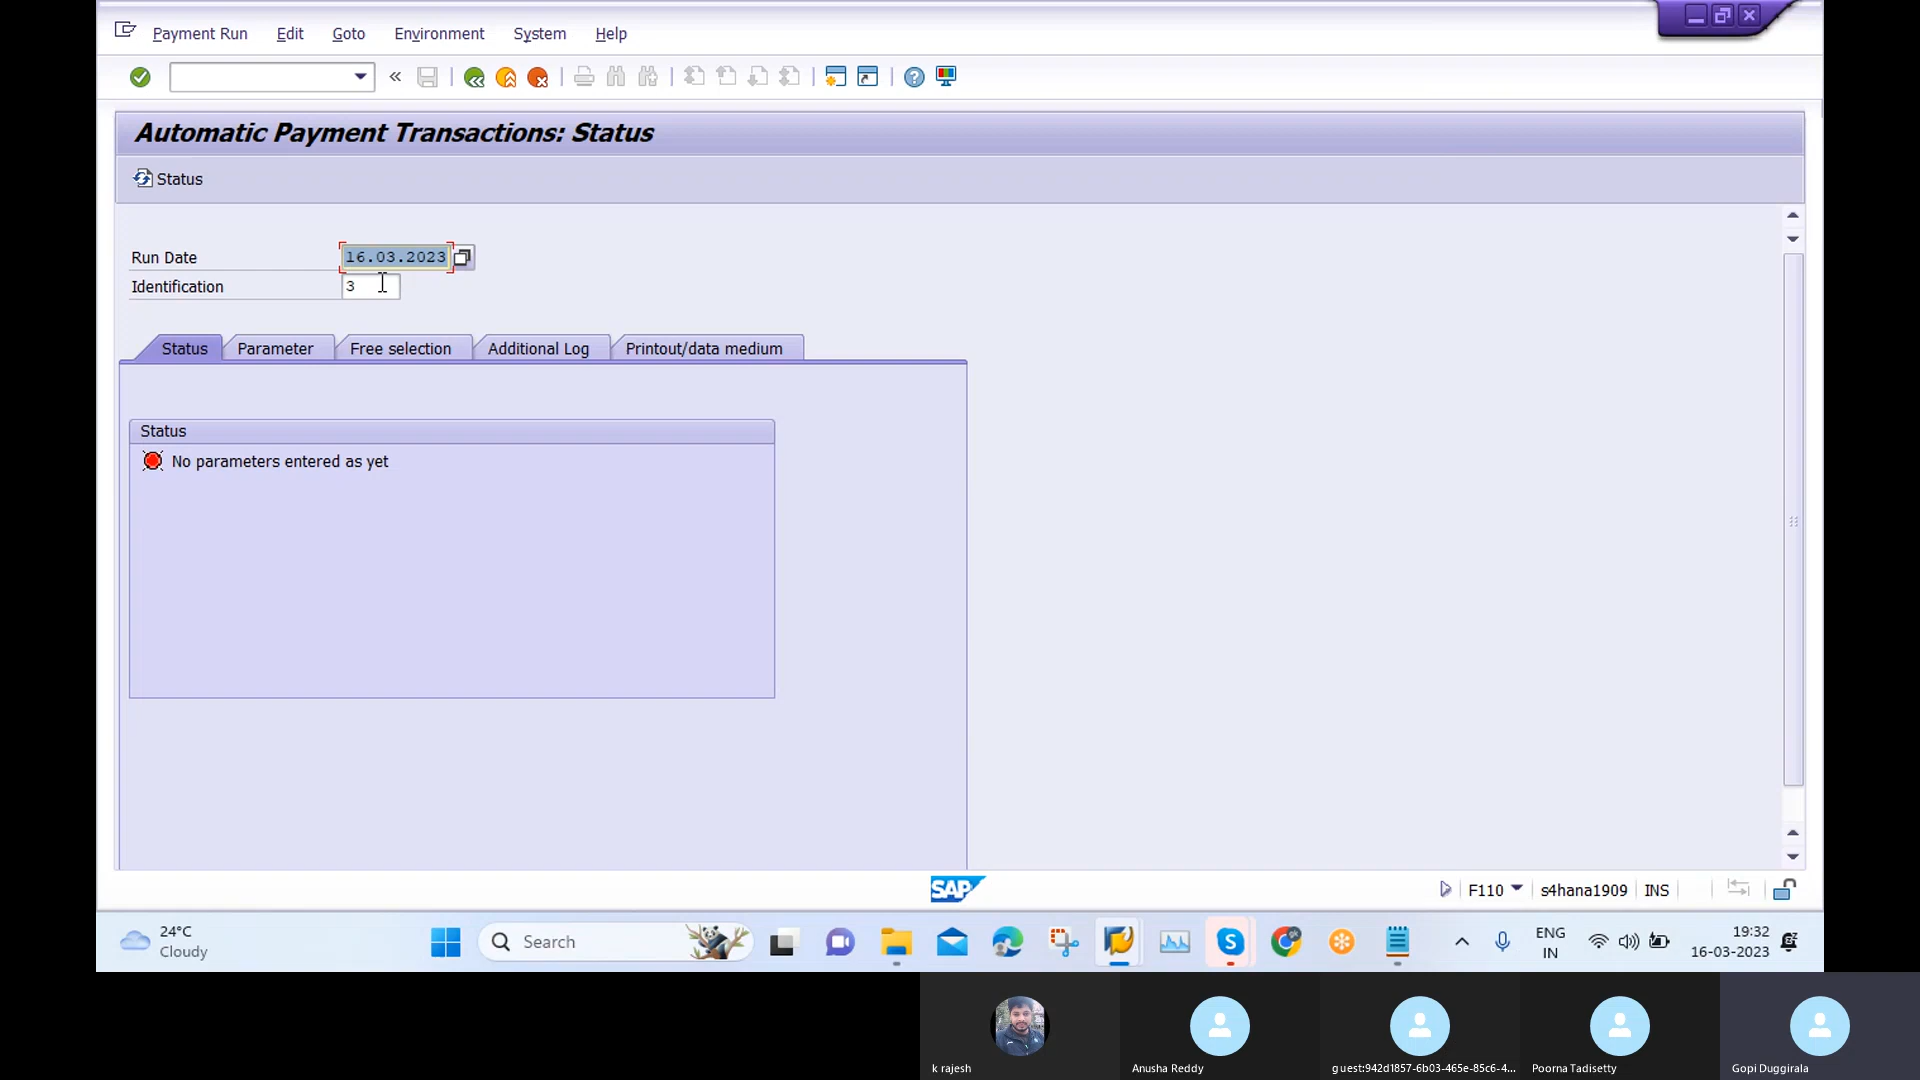 Payment Run Edit Goto Environment System Help
Automatic Payment Transactions: Status
Status
Run Date 16.03.2023
Identification 3
Status Parameter Free selection Additional Log Printout/data medium
Status
No parameters entered as yet
SAP F110 s4hana1909 INS
24°C
Cloudy
Search
ENG
IN
19:32
16-03-2023
k rajesh Anusha Reddy guest:942d1857-6b03-465e-85c6-4... Poorna Tadisetty Gopi Duggirala